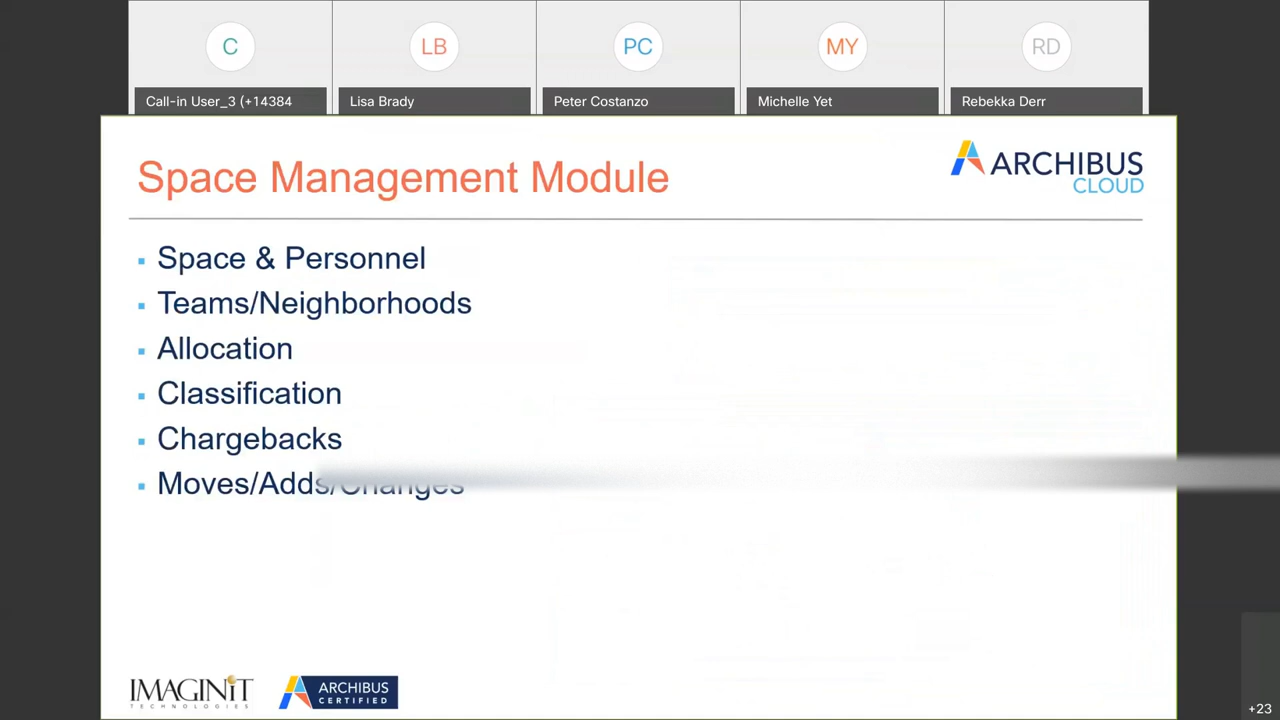 C
LB
PC
MY
RD
Call-in User_3 (+14384
Lisa Brady
Peter Costanzo
Michelle Yet
Rebekka Derr
Space Management Module
ARCHIBUS
CLOUD
Space & Personnel
Teams/Neighborhoods
Allocation
Classification
Chargebacks
Moves/Adds/Changes
IMAGINiT
TECHNOLOGIES
ARCHIBUS
CERTIFIED
+23